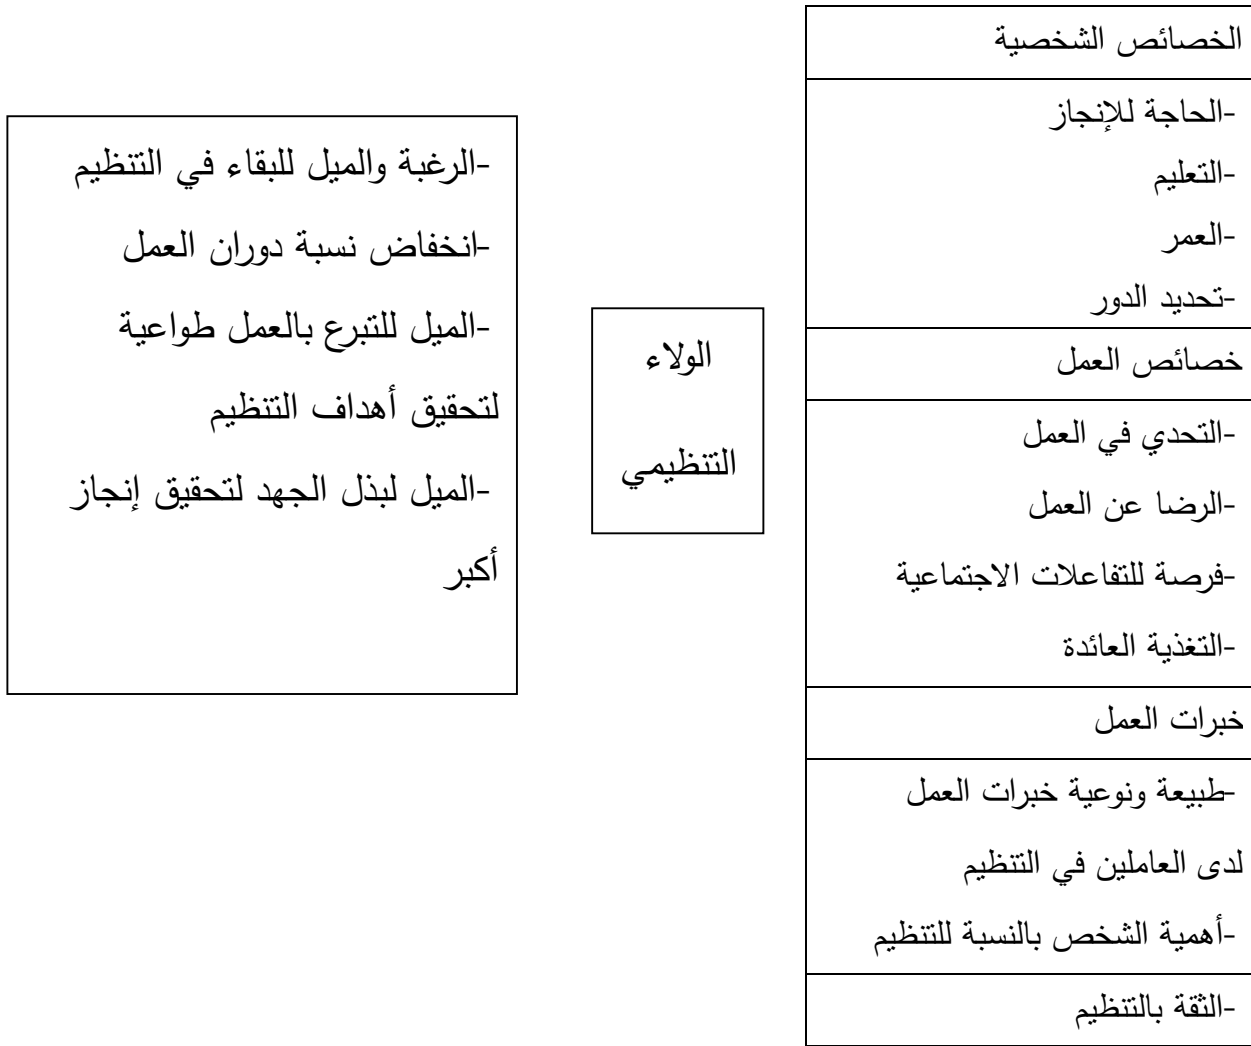 الخصائص الشخصية
-الحاجة للإنجاز
-التعليم
-العمر
-تحديد الدور
خصائص العمل
-التحدي في العمل
-الرضا عن العمل
-فرصة للتفاعلات الاجتماعية
-التغذية العائدة
خبرات العمل
-طبيعة ونوعية خبرات العمل
لدى العاملين في التنظيم
-أهمية الشخص بالنسبة للتنظيم
-الثقة بالتنظيم
الولاء
التنظيمي
-الرغبة والميل للبقاء في التنظيم
-انخفاض نسبة دوران العمل
-الميل للتبرع بالعمل طواعية
لتحقيق أهداف التنظيم
-الميل لبذل الجهد لتحقيق إنجاز
أكبر